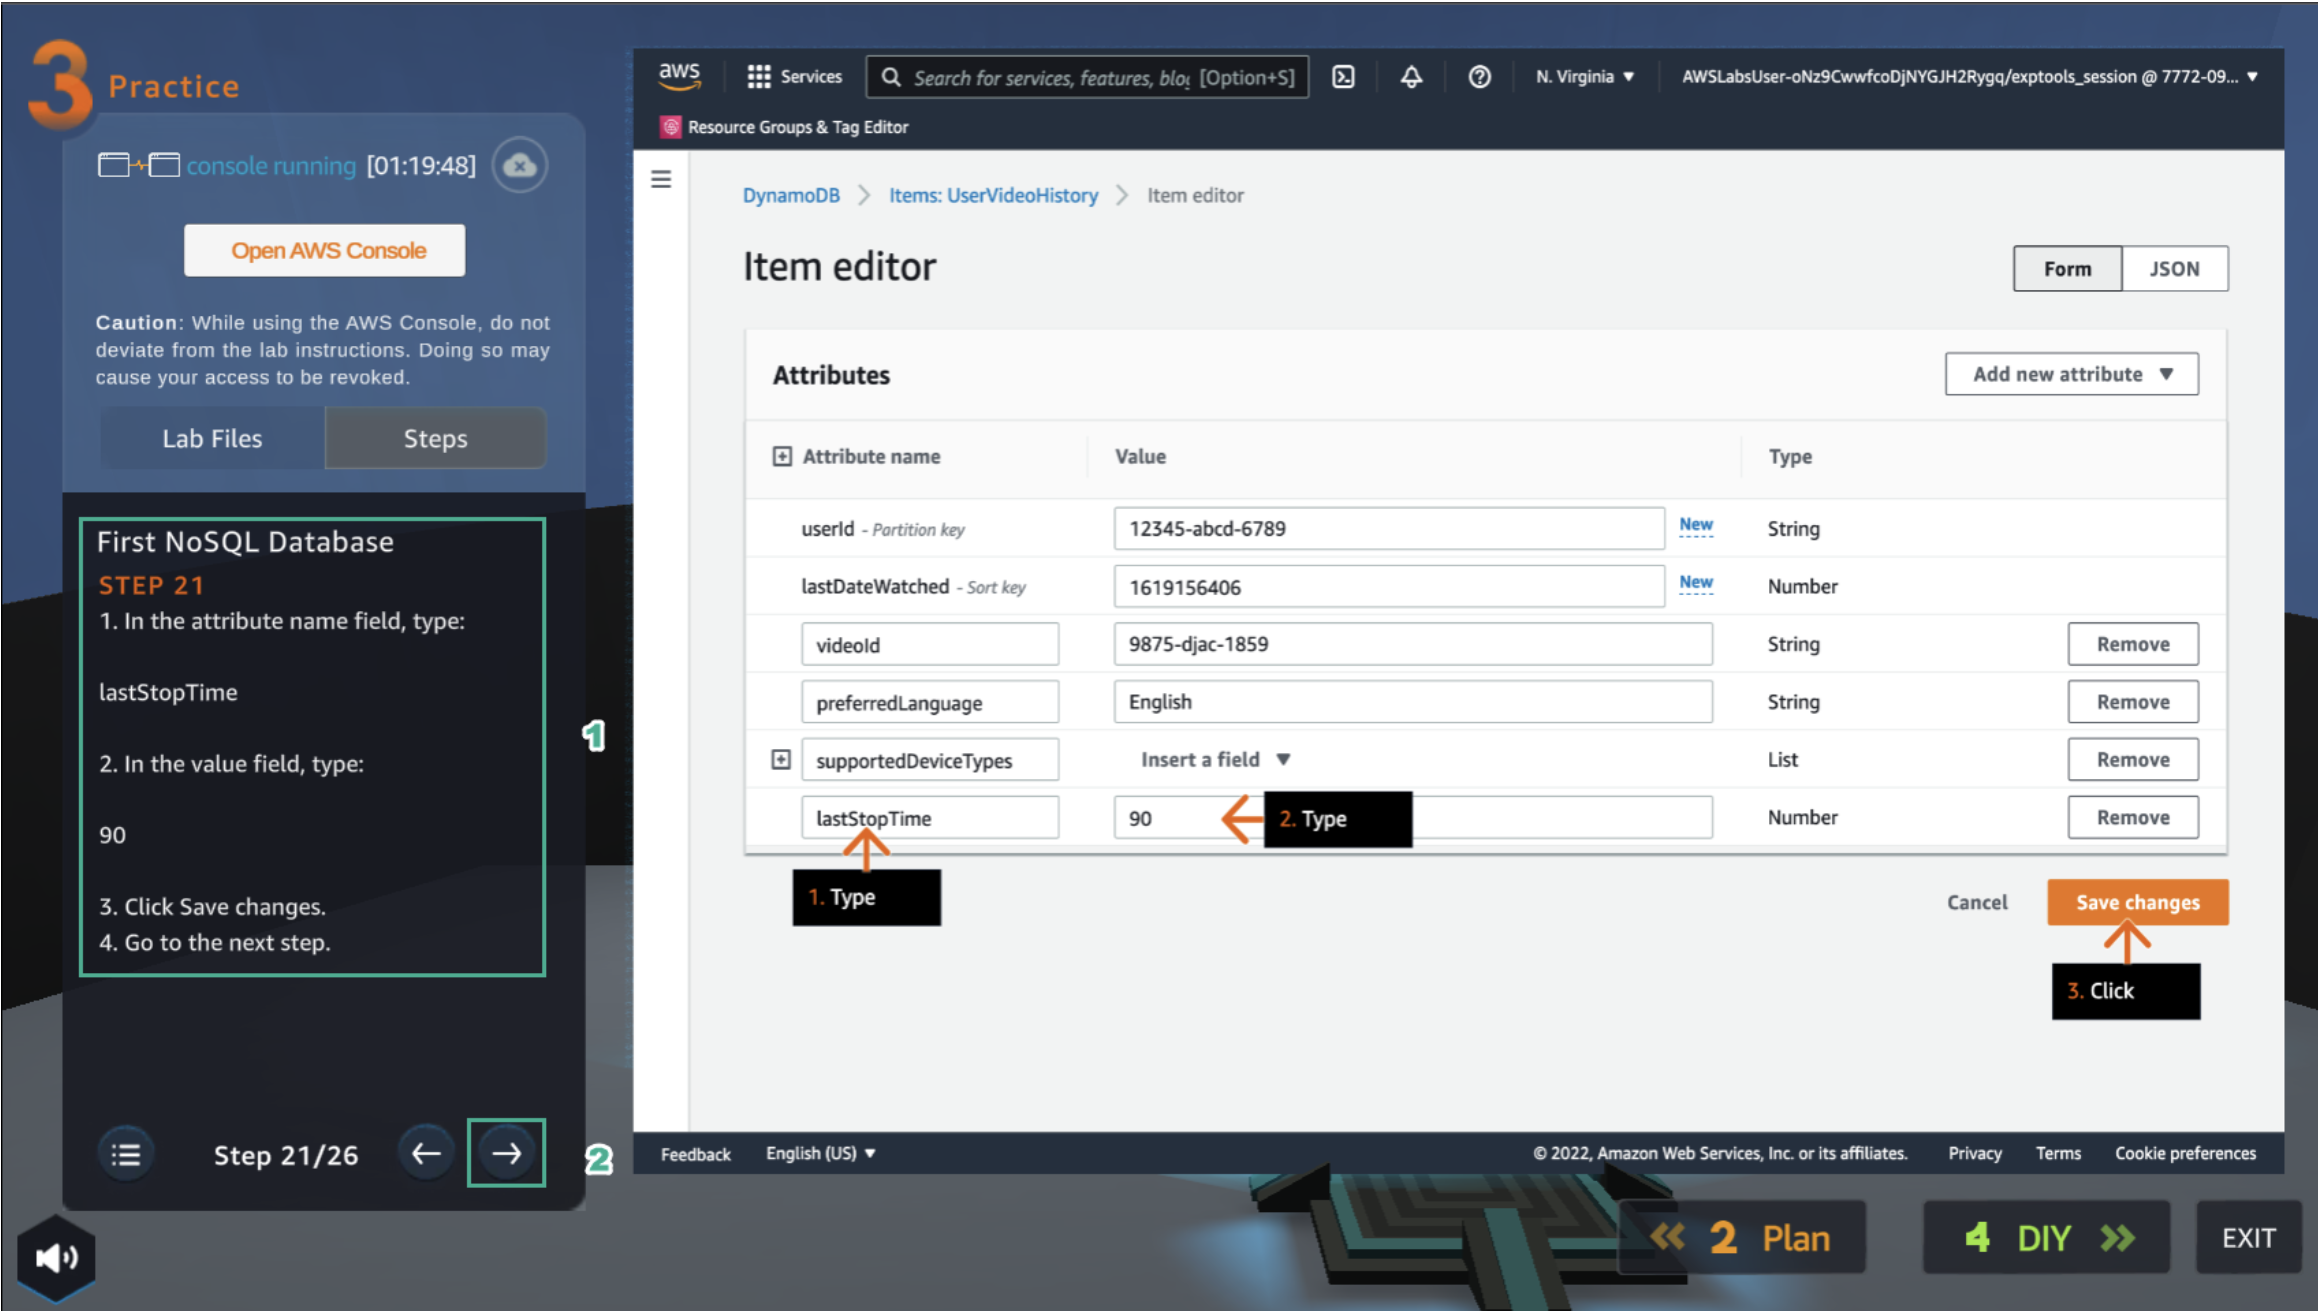 3 Practice
console running [01:19:48]
Open AWS Console
Caution: While using the AWS Console, do not
deviate from the lab instructions. Doing so may
cause your access to be revoked.
Lab Files Steps
First NoSQL Database
STEP 21
1. In the attribute name field, type:
lastStopTime
2. In the value field, type:
90
3. Click Save changes.
4. Go to the next step.
1
Step 21/26
2
aws Services Search for services, features, blog [Option+S] N. Virginia AWSLabsUser-oNz9CwwfcoDjNYGJH2Rygq/exptools_session @ 7772-09...
Resource Groups & Tag Editor
DynamoDB Items: UserVideoHistory Item editor
Item editor
Form JSON
Attributes
Add new attribute
Attribute name Value Type
userId - Partition key 12345-abcd-6789 New String
lastDateWatched - Sort key 1619156406 New Number
videoId 9875-djac-1859 String Remove
preferredLanguage English String Remove
supportedDeviceTypes Insert a field List Remove
lastStopTime 90 2. Type Number Remove
1. Type
Cancel Save changes
3. Click
Feedback English (US) © 2022, Amazon Web Services, Inc. or its affiliates. Privacy Terms Cookie preferences
<< 2 Plan 4 DIY >> EXIT